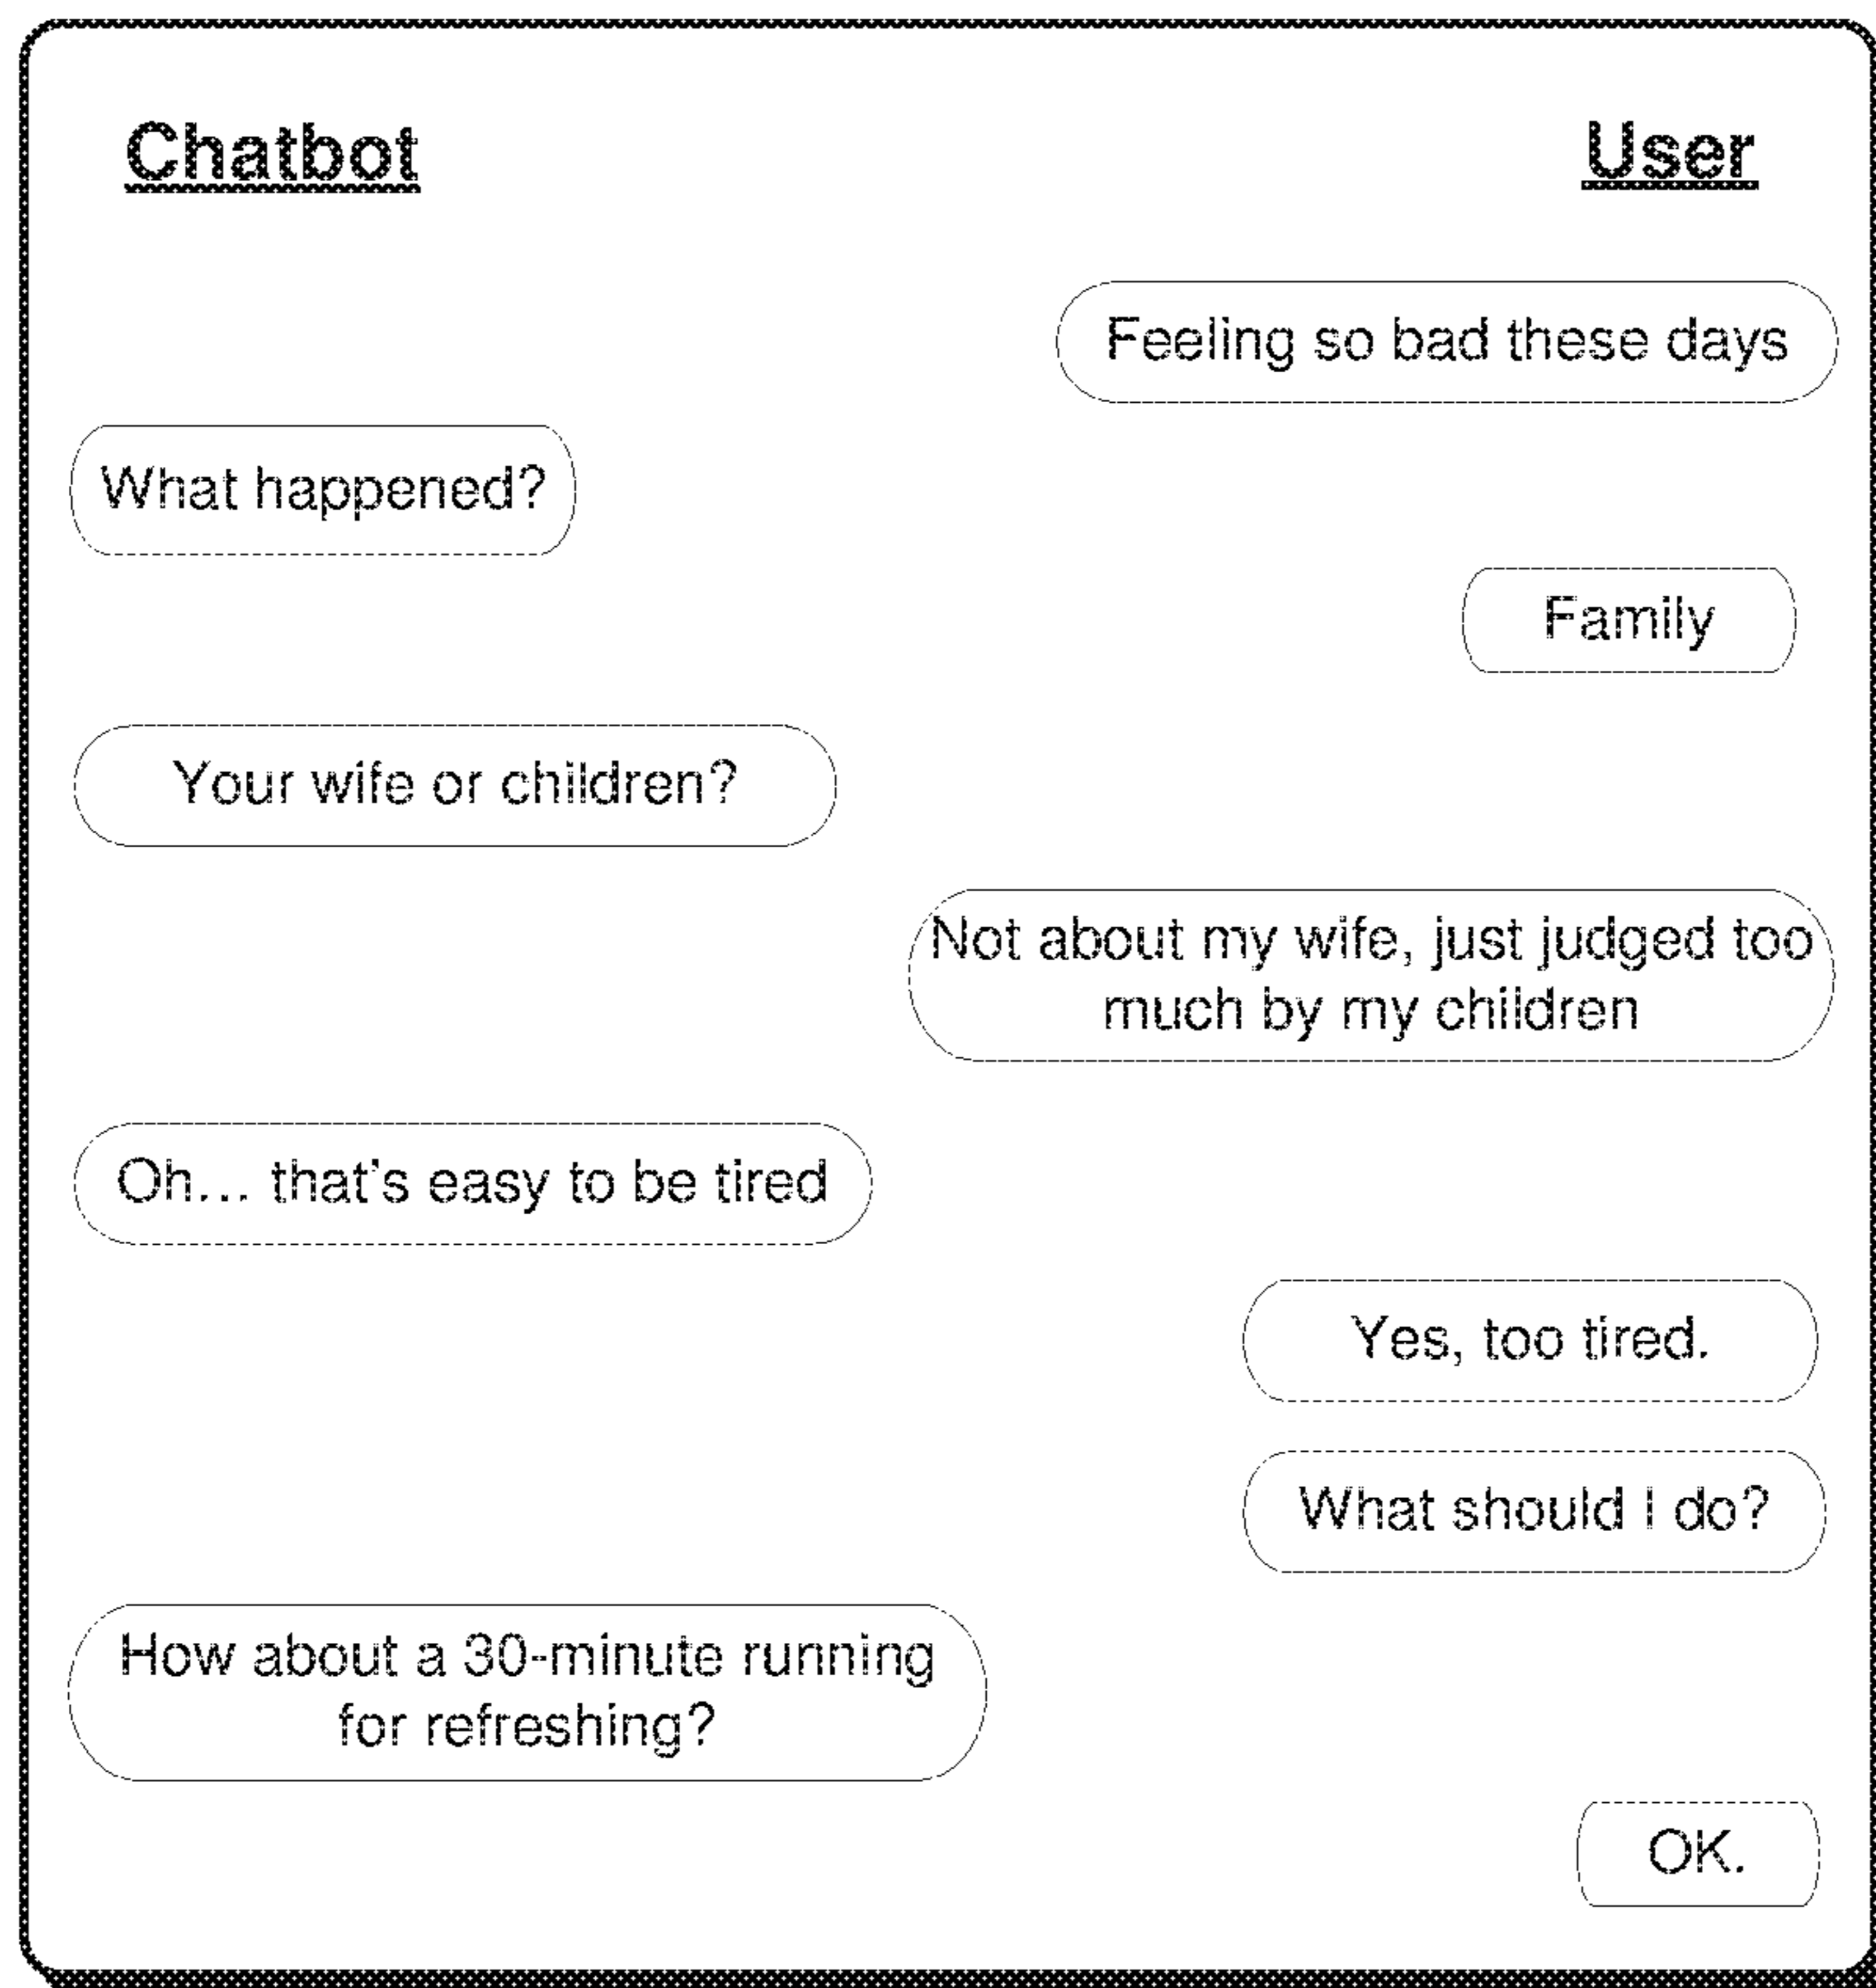 Chatbot
User
Feeling so bad these days
What happened?
Family
Your wife or children?
Not about my wife, just judged too
much by my children
Oh... that's easy to be tired
Yes, too tired.
What should I do?
How about a 30-minute running
for refreshing?
OK.